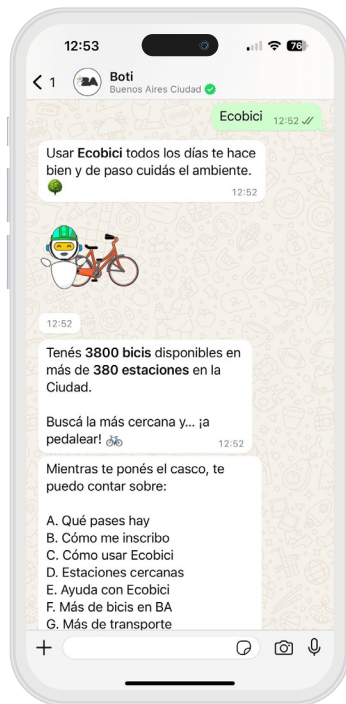 12:53
76
1
BA
Boti
Buenos Aires Ciudad
Ecobici 12:52
Usar Ecobici todos los días te hace
bien y de paso cuidás el ambiente.
12:52
12:52
Tenés 3800 bicis disponibles en
más de 380 estaciones en la
Ciudad.
Buscá la más cercana y... ¡a
pedalear!
12:52
Mientras te ponés el casco, te
puedo contar sobre:
A. Qué pases hay
B. Cómo me inscribo
C. Cómo usar Ecobici
D. Estaciones cercanas
E. Ayuda con Ecobici
F. Más de bicis en BA
G. Más de transporte